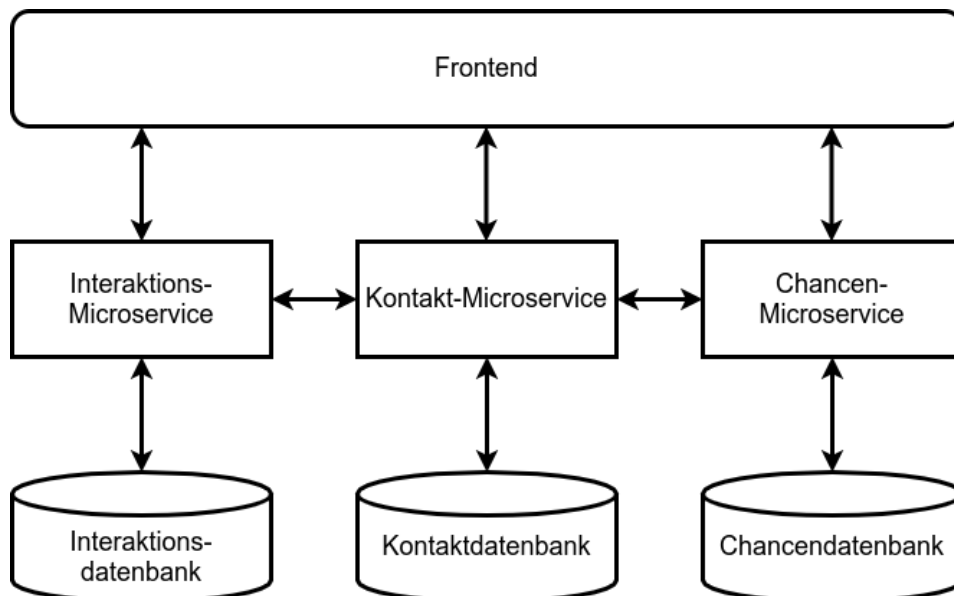 Frontend
Interaktions-
Microservice
Kontakt-Microservice
Chancen-
Microservice
Interaktions-
datenbank
Kontaktdatenbank
Chancendatenbank